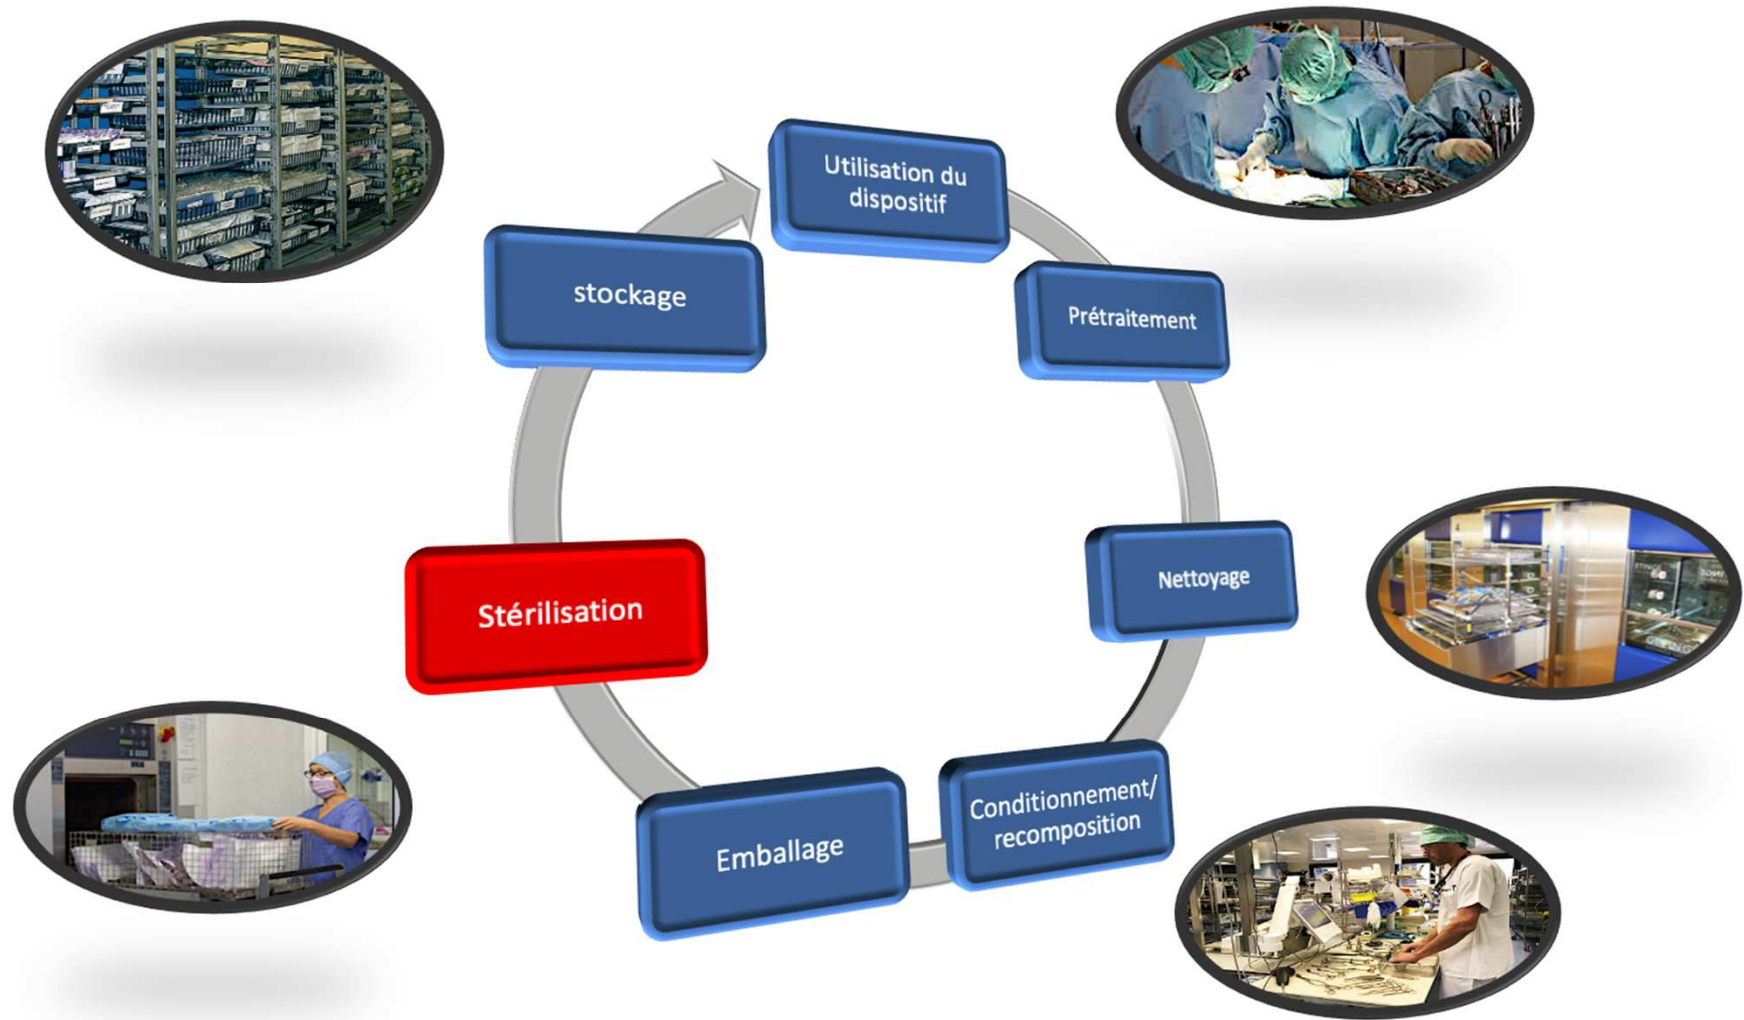 Utilisation du
dispositif
Prétraitement
Nettoyage
Conditionnement/
recomposition
Emballage
Stérilisation
stockage